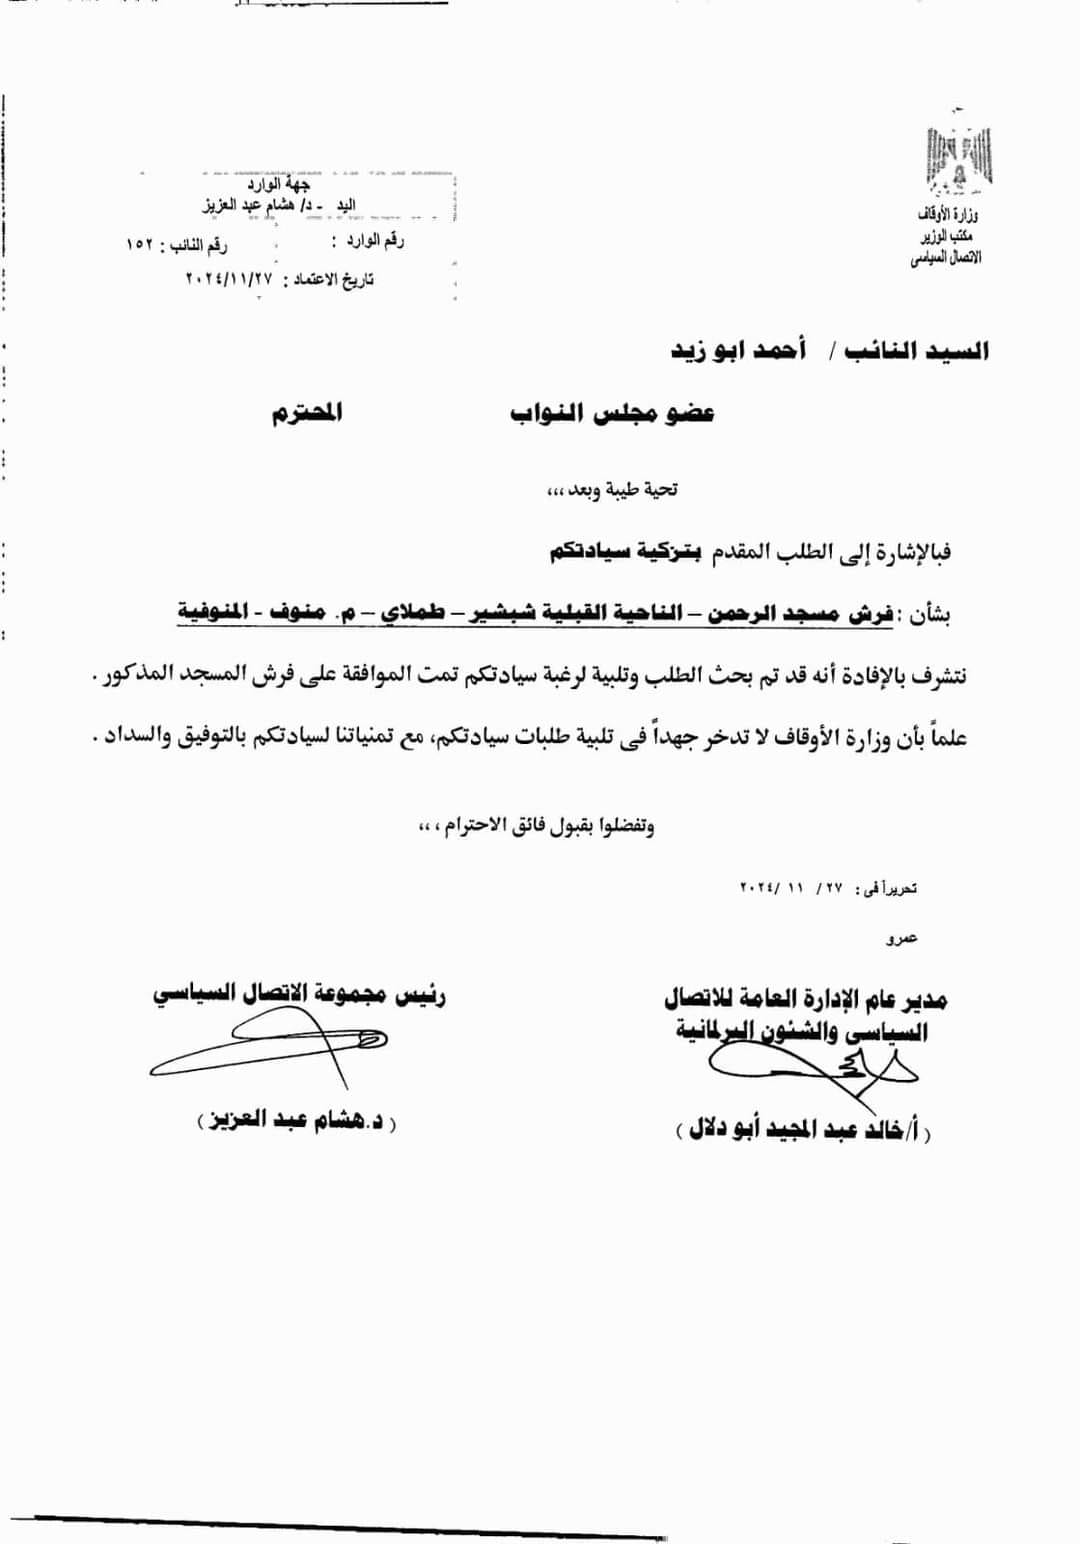 وزارة الأوقاف
مكتب الوزير
الاتصال السياسى
جهة الوارد
اليد - د/ هشام عبد العزيز
رقم الوارد : رقم النائب : ١٥٢
تاريخ الاعتماد : ٢٠٢٤/١١/٢٧
السيد النائب / أحمد ابو زيد
عضو مجلس النواب المحترم
تحية طيبة وبعد ،،،
فبالإشارة إلى الطلب المقدم بتزكية سيادتكم
بشأن : فرش مسجد الرحمن – الناحية القبلية شبشير – طملاي – م. منوف - المنوفية
نتشرف بالإفادة أنه قد تم بحث الطلب وتلبية لرغبة سيادتكم تمت الموافقة على فرش المسجد المذكور .
علماً بأن وزارة الأوقاف لا تدخر جهداً فى تلبية طلبات سيادتكم، مع تمنياتنا لسيادتكم بالتوفيق والسداد .
وتفضلوا بقبول فائق الاحترام ،،،
تحريراً فى : ٢٧ / ١١ /٢٠٢٤
عمرو
مدير عام الإدارة العامة للاتصال
السياسى والشئون البرلمانية
( أ/خالد عبد المجيد أبو دلال )
رئيس مجموعة الاتصال السياسي
( د.هشام عبد العزيز )